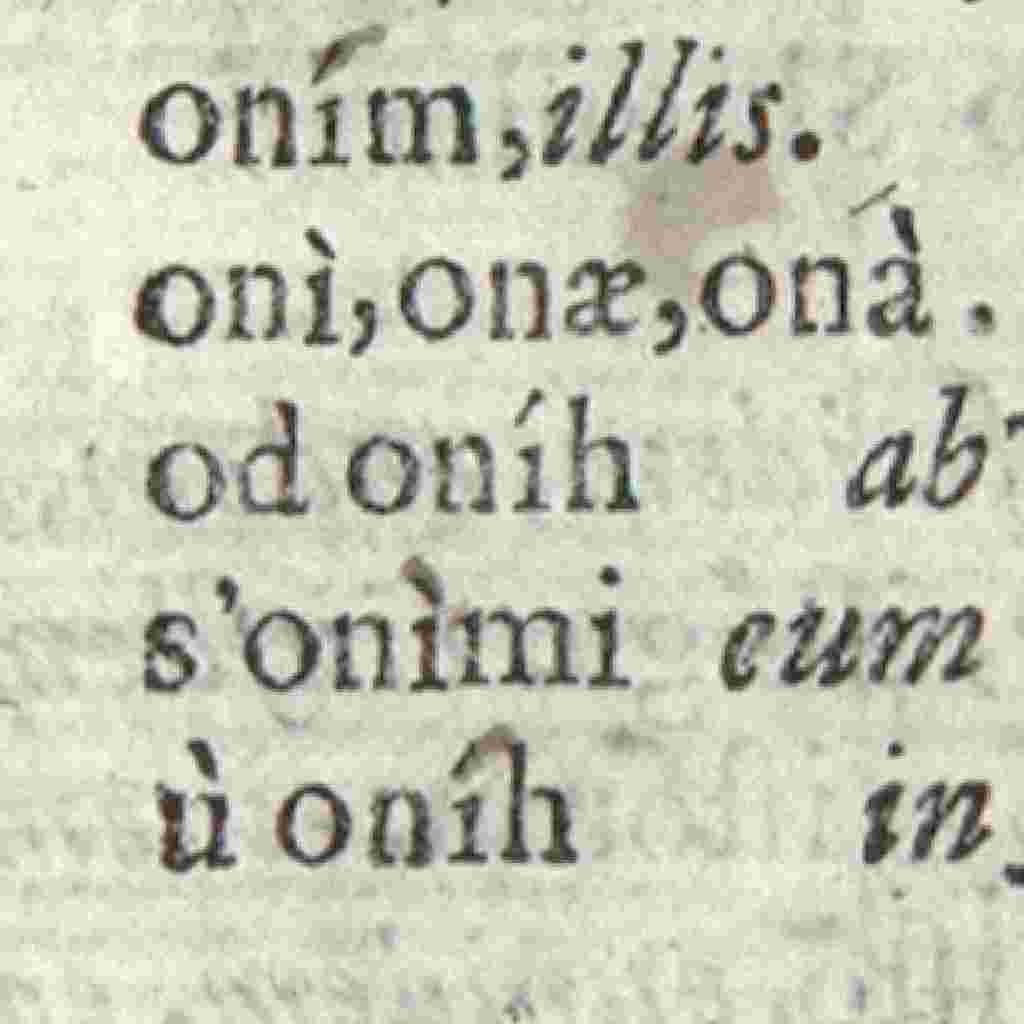 oním, illis.
onì, onæ, onà.
od oníh ab
s'onìmi cum
ù oníh in